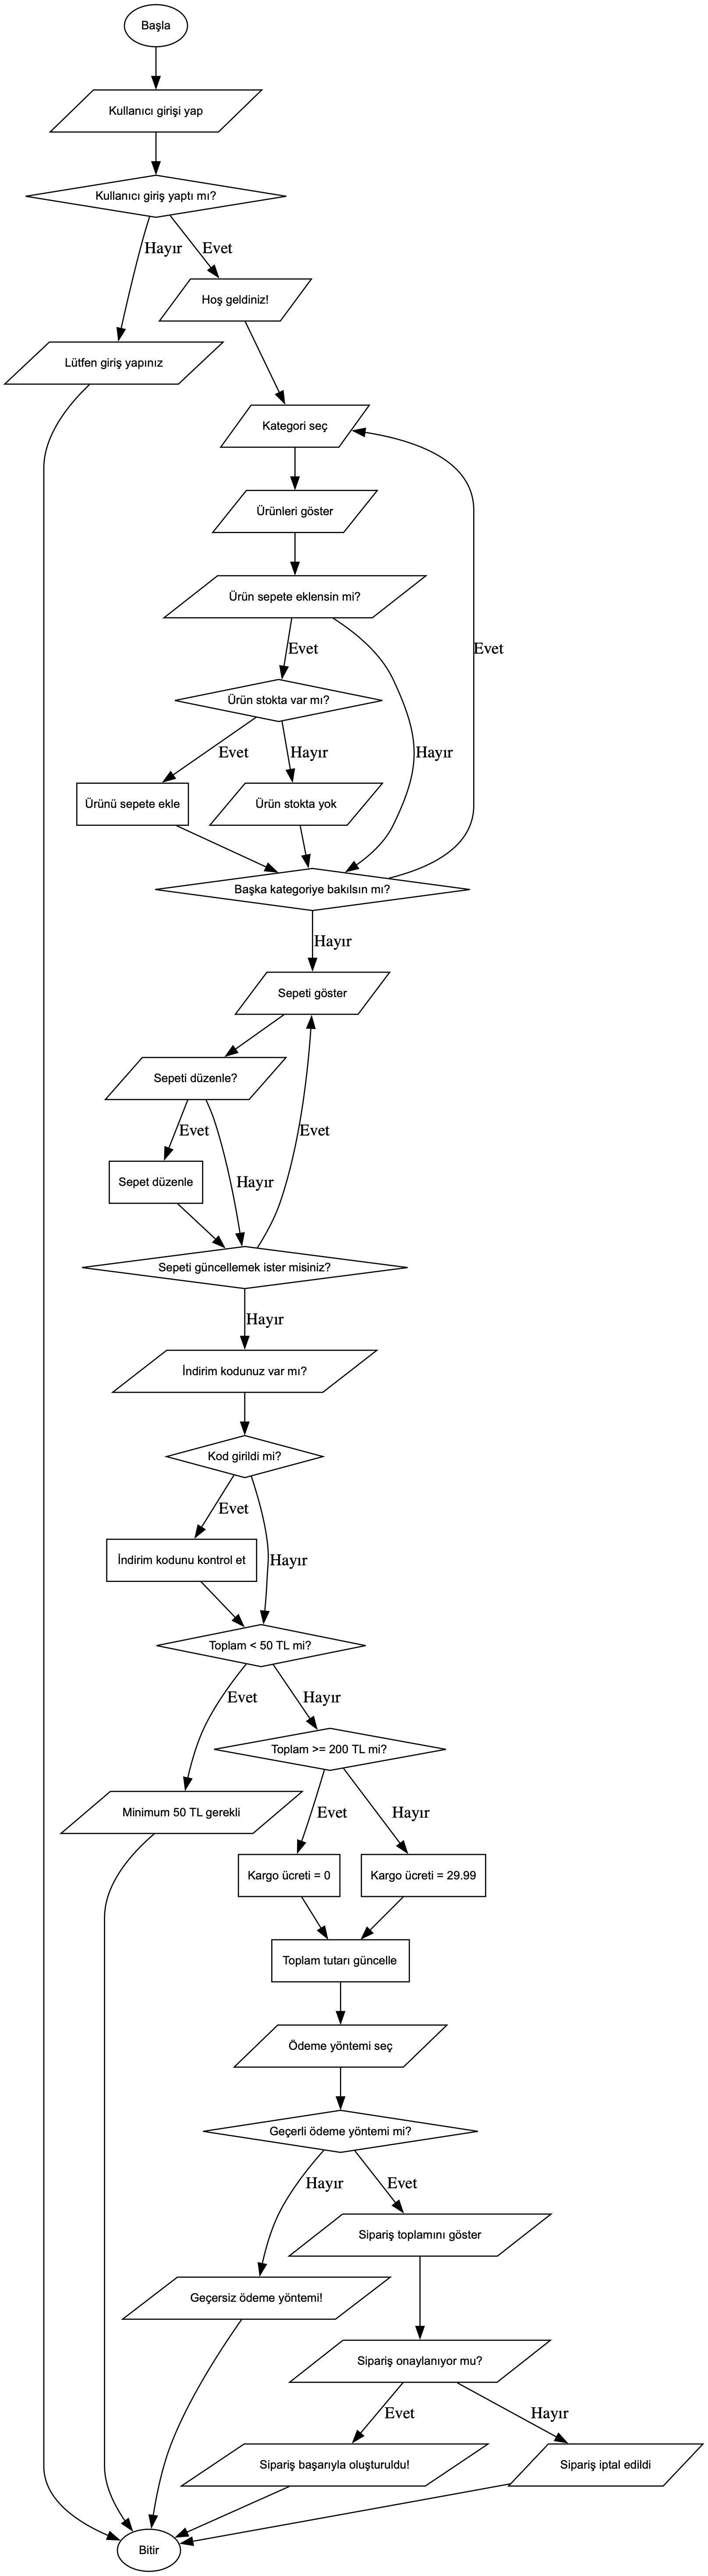 Başla
Kullanıcı girişi yap
Kullanıcı giriş yaptı mı?
Hayır
Evet
Hoş geldiniz!
Lütfen giriş yapınız
Kategori seç
Ürünleri göster
Ürün sepete eklensin mi?
Evet
Evet
Ürün stokta var mı?
Evet
Hayır
Hayır
Ürünü sepete ekle
Ürün stokta yok
Başka kategoriye bakılsın mı?
Hayır
Sepeti göster
Sepeti düzenle?
Evet
Evet
Sepet düzenle
Hayır
Sepeti güncellemek ister misiniz?
Hayır
İndirim kodunuz var mı?
Kod girildi mi?
Evet
İndirim kodunu kontrol et
Hayır
Toplam < 50 TL mi?
Evet
Hayır
Toplam >= 200 TL mi?
Minimum 50 TL gerekli
Evet
Hayır
Kargo ücreti = 0
Kargo ücreti = 29.99
Toplam tutarı güncelle
Ödeme yöntemi seç
Geçerli ödeme yöntemi mi?
Hayır
Evet
Sipariş toplamını göster
Geçersiz ödeme yöntemi!
Sipariş onaylanıyor mu?
Evet
Hayır
Sipariş başarıyla oluşturuldu!
Sipariş iptal edildi
Bitir